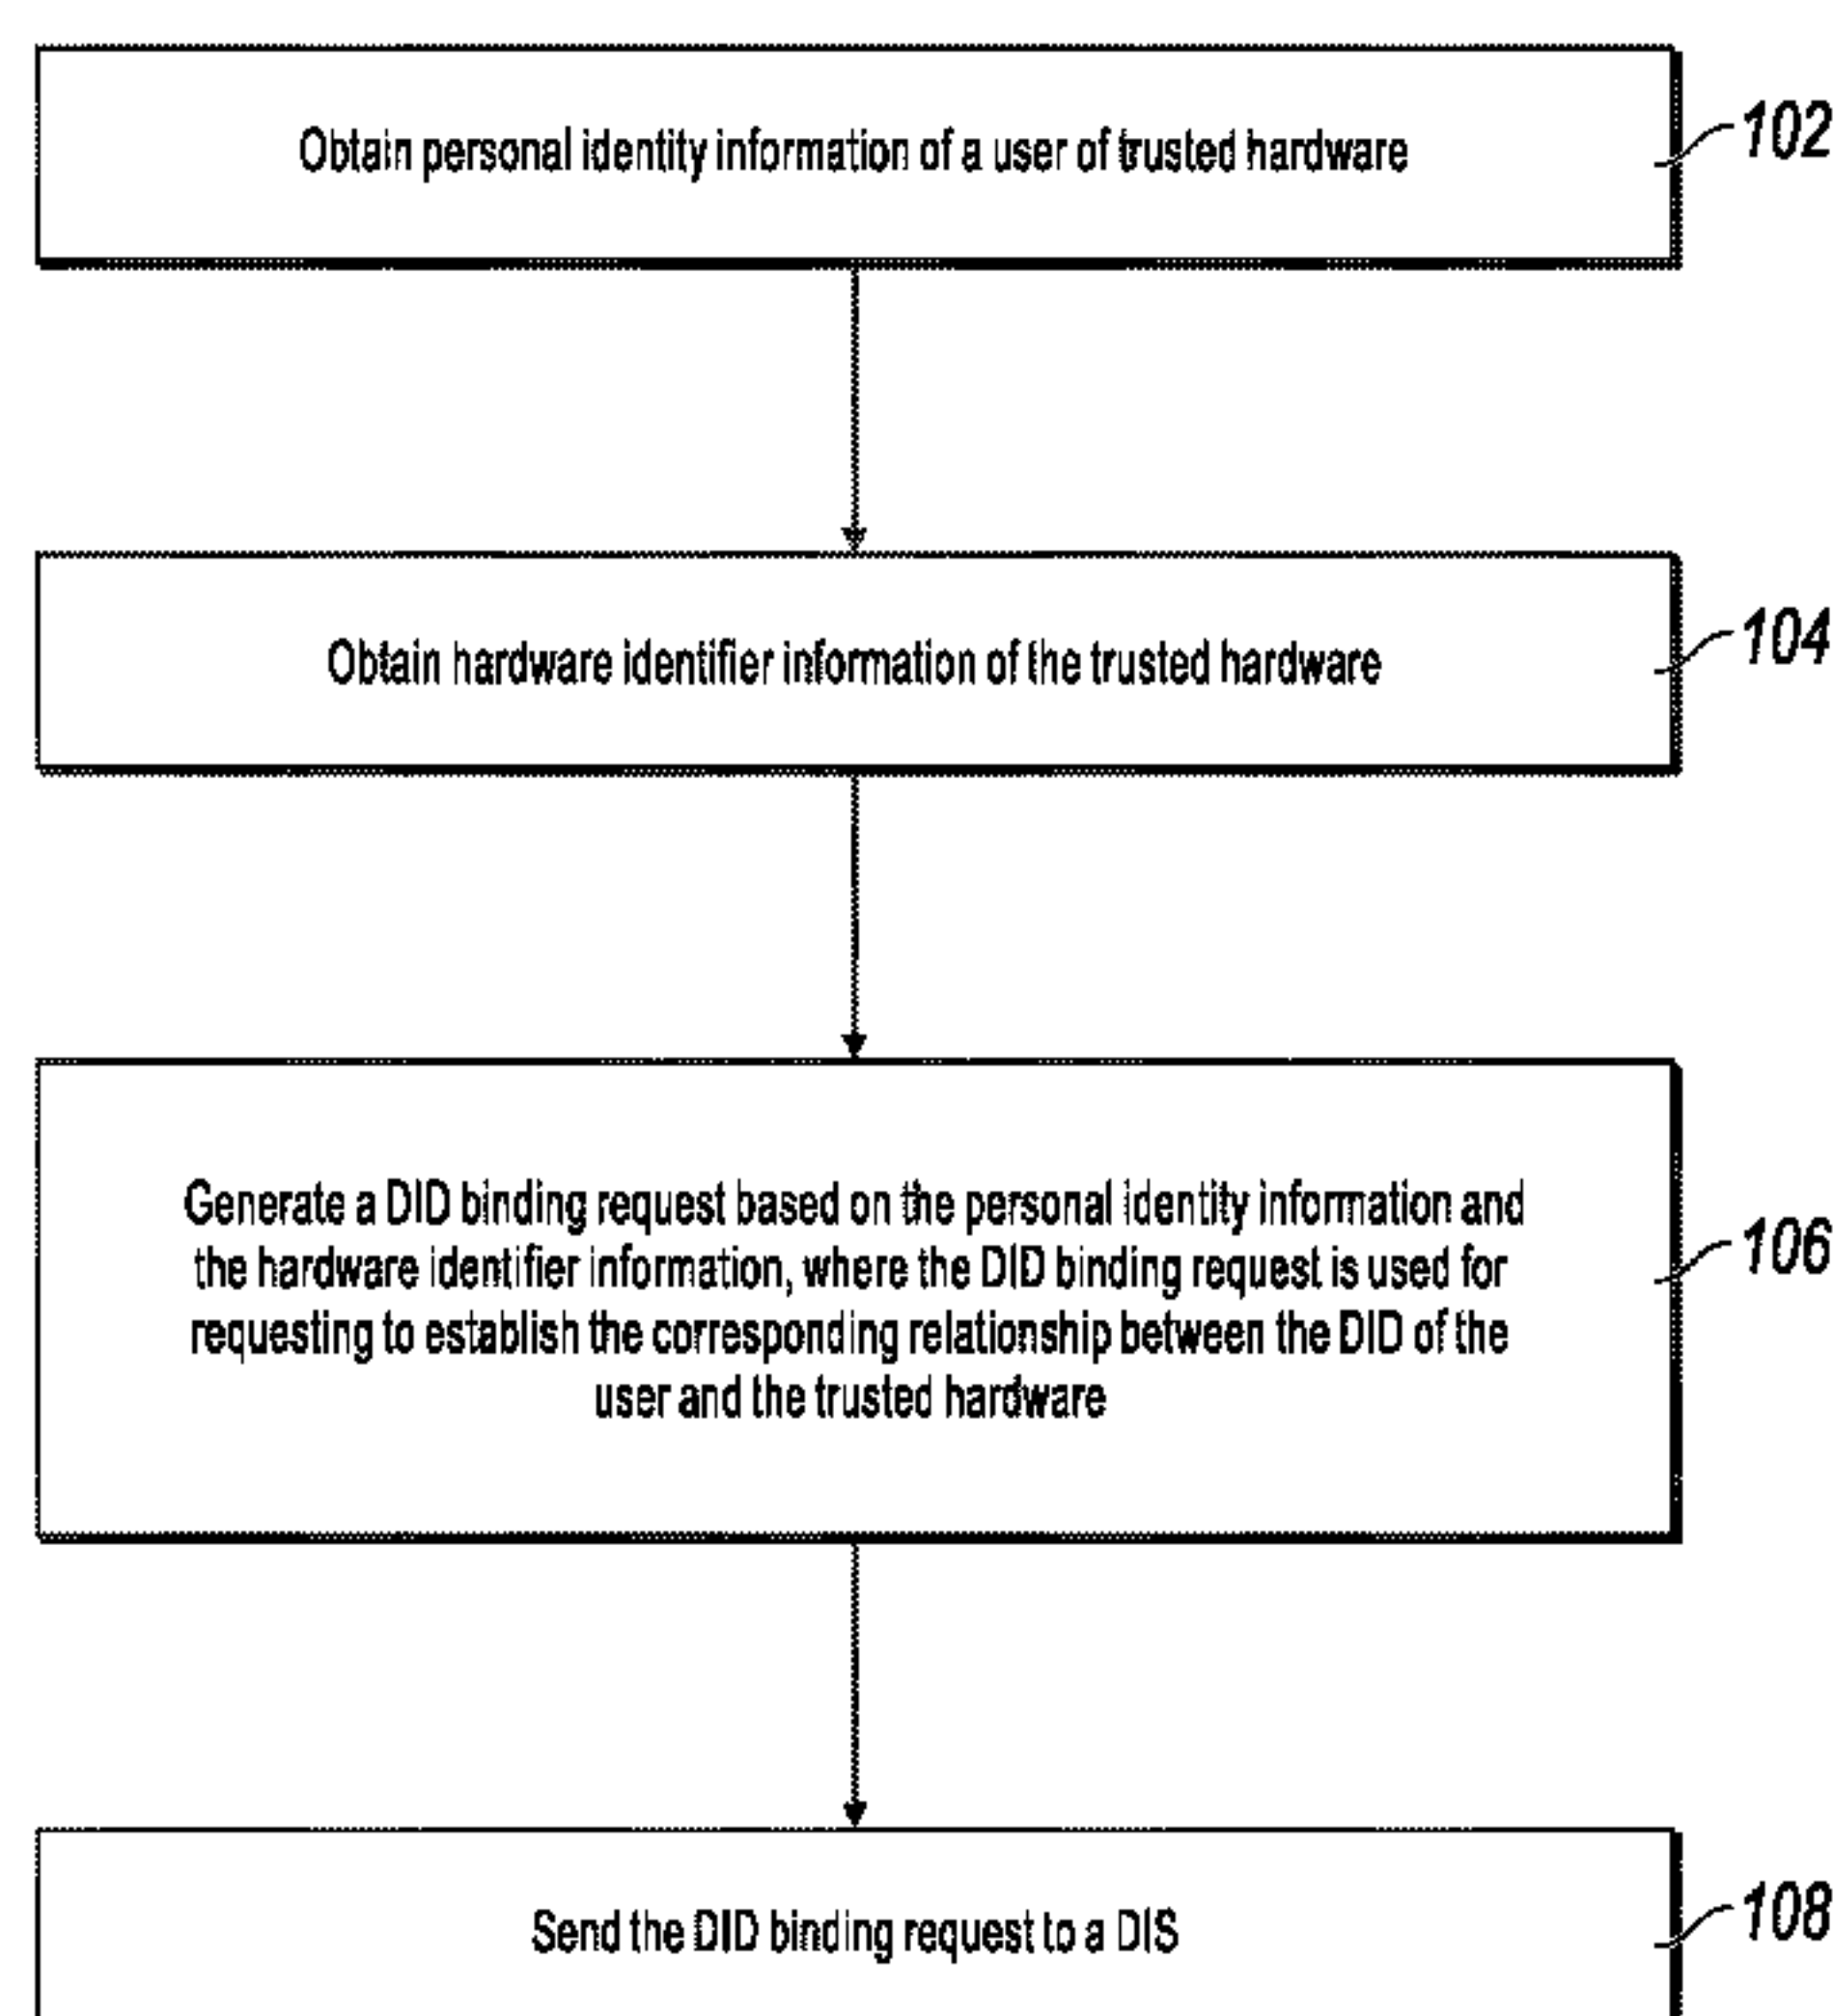 Obtain personal identity information of a user of trusted hardware
102
Obtain hardware identifier information of the trusted hardware
104
Generate a DID binding request based on the personal identity information and
the hardware identifier information, where the DID binding request is used for
requesting to establish the corresponding relationship between the DID of the
user and the trusted hardware
106
Send the DID binding request to a DIS
108